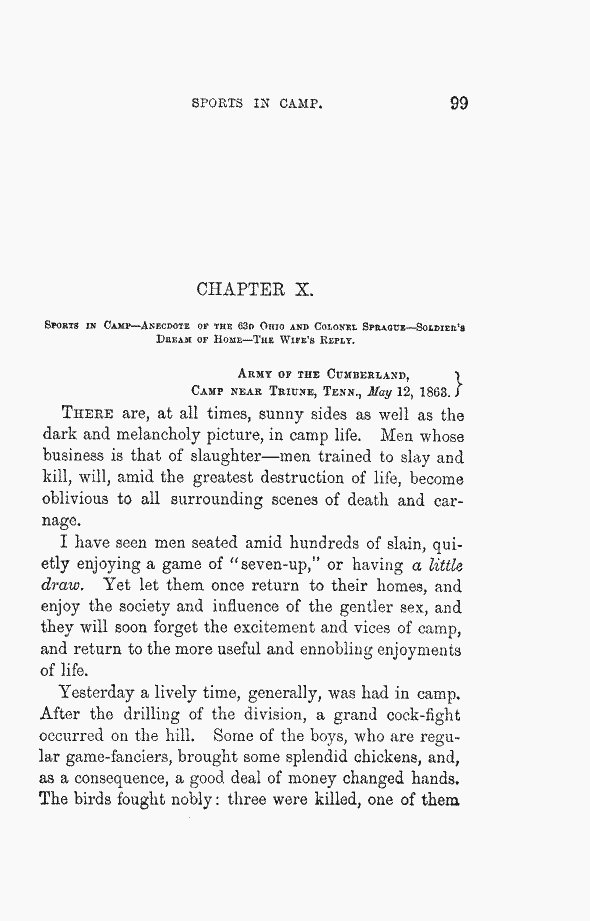 SPORTS IN CAMP. 99
CHAPTER X.
Sports in Camp—Anecdote of the 63d Ohio and Colonel Sprague—Soldier's
Dream of Home—The Wife's Reply.
Army of the Cumberland,
Camp near Triune, Tenn., May 12, 1863. }
There are, at all times, sunny sides as well as the
dark and melancholy picture, in camp life. Men whose
business is that of slaughter—men trained to slay and
kill, will, amid the greatest destruction of life, become
oblivious to all surrounding scenes of death and car-
nage.
I have seen men seated amid hundreds of slain, qui-
etly enjoying a game of "seven-up," or having a little
draw. Yet let them once return to their homes, and
enjoy the society and influence of the gentler sex, and
they will soon forget the excitement and vices of camp,
and return to the more useful and ennobling enjoyments
of life.
Yesterday a lively time, generally, was had in camp.
After the drilling of the division, a grand cock-fight
occurred on the hill. Some of the boys, who are regu-
lar game-fanciers, brought some splendid chickens, and,
as a consequence, a good deal of money changed hands.
The birds fought nobly: three were killed, one of them